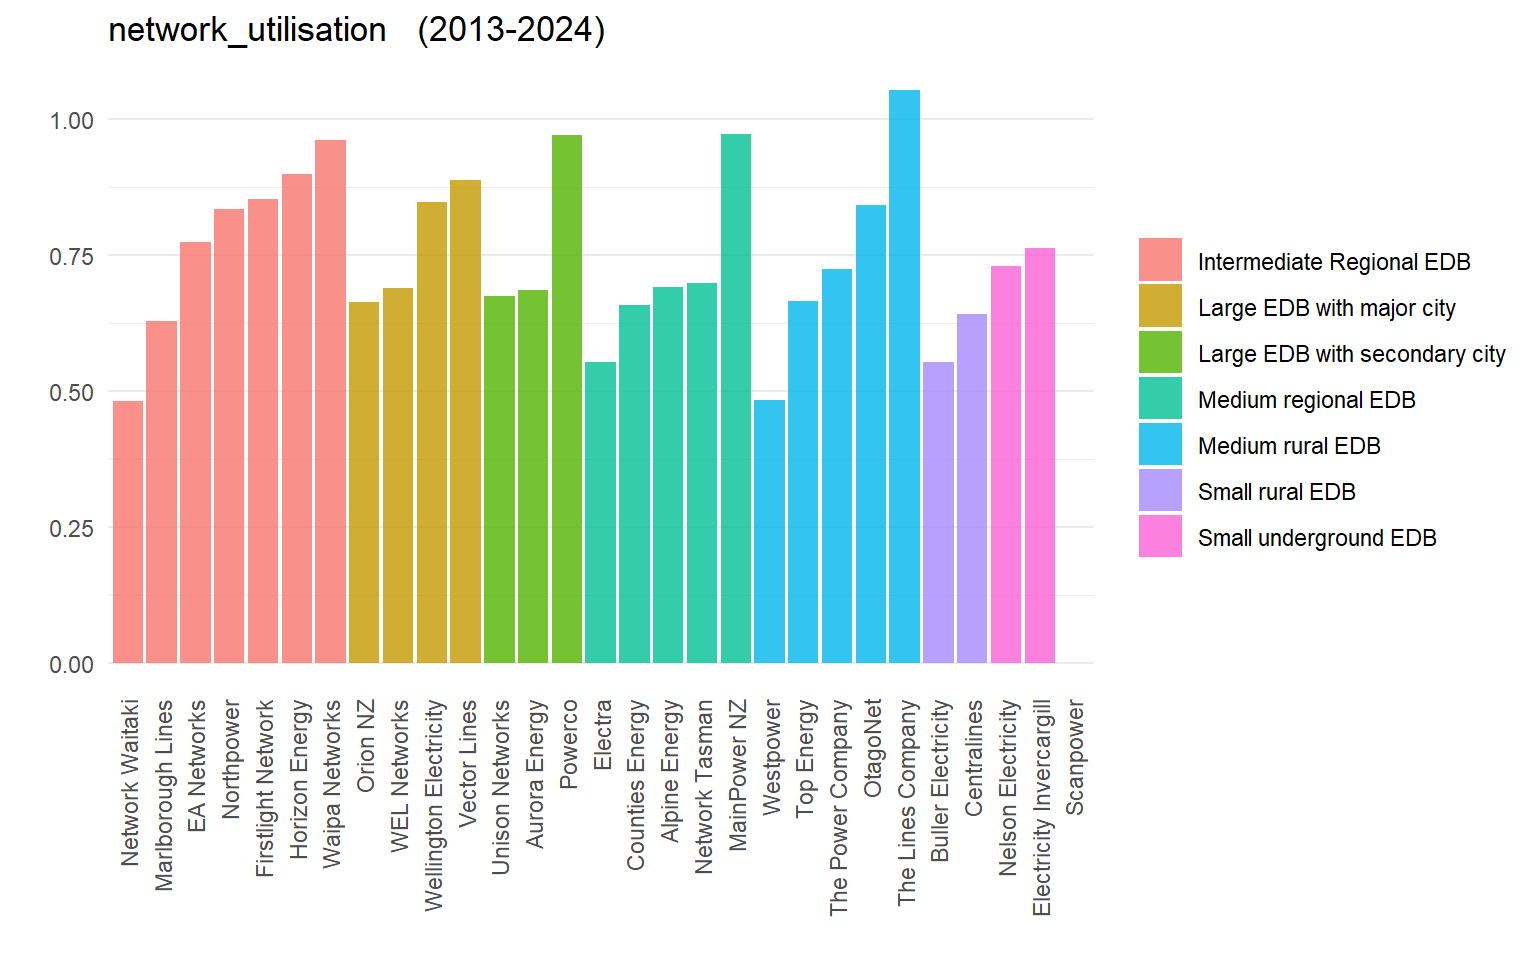 network_utilisation (2013-2024)
1.00
0.75
0.50
0.25
0.00
Network Waitaki
Marlborough Lines
EA Networks
Northpower
Firstlight Network
Horizon Energy
Waipa Networks
Orion NZ
WEL Networks
Wellington Electricity
Vector Lines
Unison Networks
Aurora Energy
Powerco
Electra
Counties Energy
Alpine Energy
Network Tasman
MainPower NZ
Westpower
Top Energy
The Power Company
OtagoNet
The Lines Company
Buller Electricity
Centralines
Nelson Electricity
Electricity Invercargill
Scanpower
Intermediate Regional EDB
Large EDB with major city
Large EDB with secondary city
Medium regional EDB
Medium rural EDB
Small rural EDB
Small underground EDB